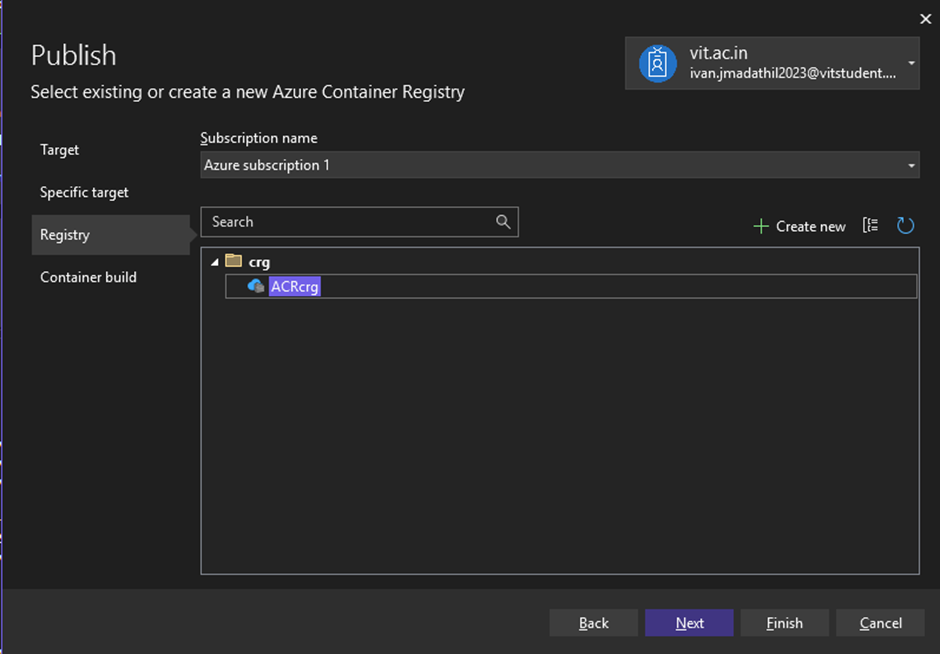 Publish
Select existing or create a new Azure Container Registry
vit.ac.in
ivan.jmadathil2023@vitstudent....
Target
Specific target
Registry
Container build
Subscription name
Azure subscription 1
Search
Create new
crg
ACRcrg
Back
Next
Finish
Cancel